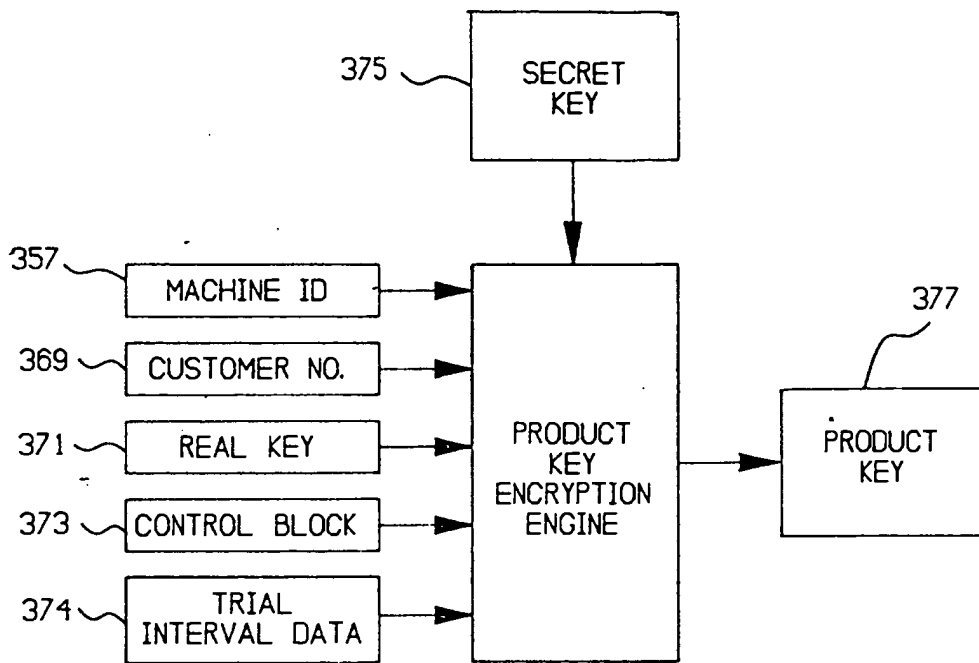 375
SECRET
KEY
357
MACHINE ID
369
CUSTOMER NO.
371
REAL KEY
373
CONTROL BLOCK
374
TRIAL
INTERVAL DATA
PRODUCT
KEY
ENCRYPTION
ENGINE
377
PRODUCT
KEY